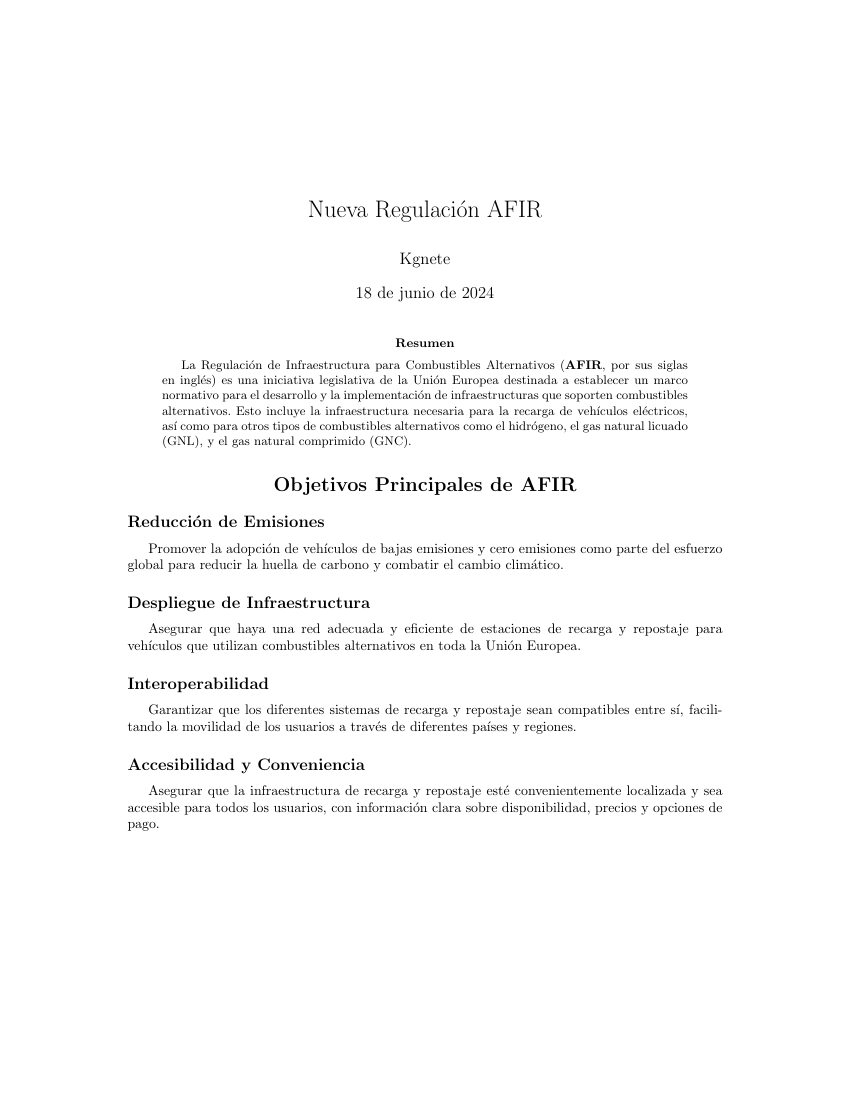 Nueva Regulación AFIR
Kgnete
18 de junio de 2024
Resumen
La Regulación de Infraestructura para Combustibles Alternativos (AFIR, por sus siglas
en inglés) es una iniciativa legislativa de la Unión Europea destinada a establecer un marco
normativo para el desarrollo y la implementación de infraestructuras que soporten combustibles
alternativos. Esto incluye la infraestructura necesaria para la recarga de vehículos eléctricos,
así como para otros tipos de combustibles alternativos como el hidrógeno, el gas natural licuado
(GNL), y el gas natural comprimido (GNC).
Objetivos Principales de AFIR
Reducción de Emisiones
Promover la adopción de vehículos de bajas emisiones y cero emisiones como parte del esfuerzo
global para reducir la huella de carbono y combatir el cambio climático.
Despliegue de Infraestructura
Asegurar que haya una red adecuada y eficiente de estaciones de recarga y repostaje para
vehículos que utilizan combustibles alternativos en toda la Unión Europea.
Interoperabilidad
Garantizar que los diferentes sistemas de recarga y repostaje sean compatibles entre sí, facili-
tando la movilidad de los usuarios a través de diferentes países y regiones.
Accesibilidad y Conveniencia
Asegurar que la infraestructura de recarga y repostaje esté convenientemente localizada y sea
accesible para todos los usuarios, con información clara sobre disponibilidad, precios y opciones de
pago.